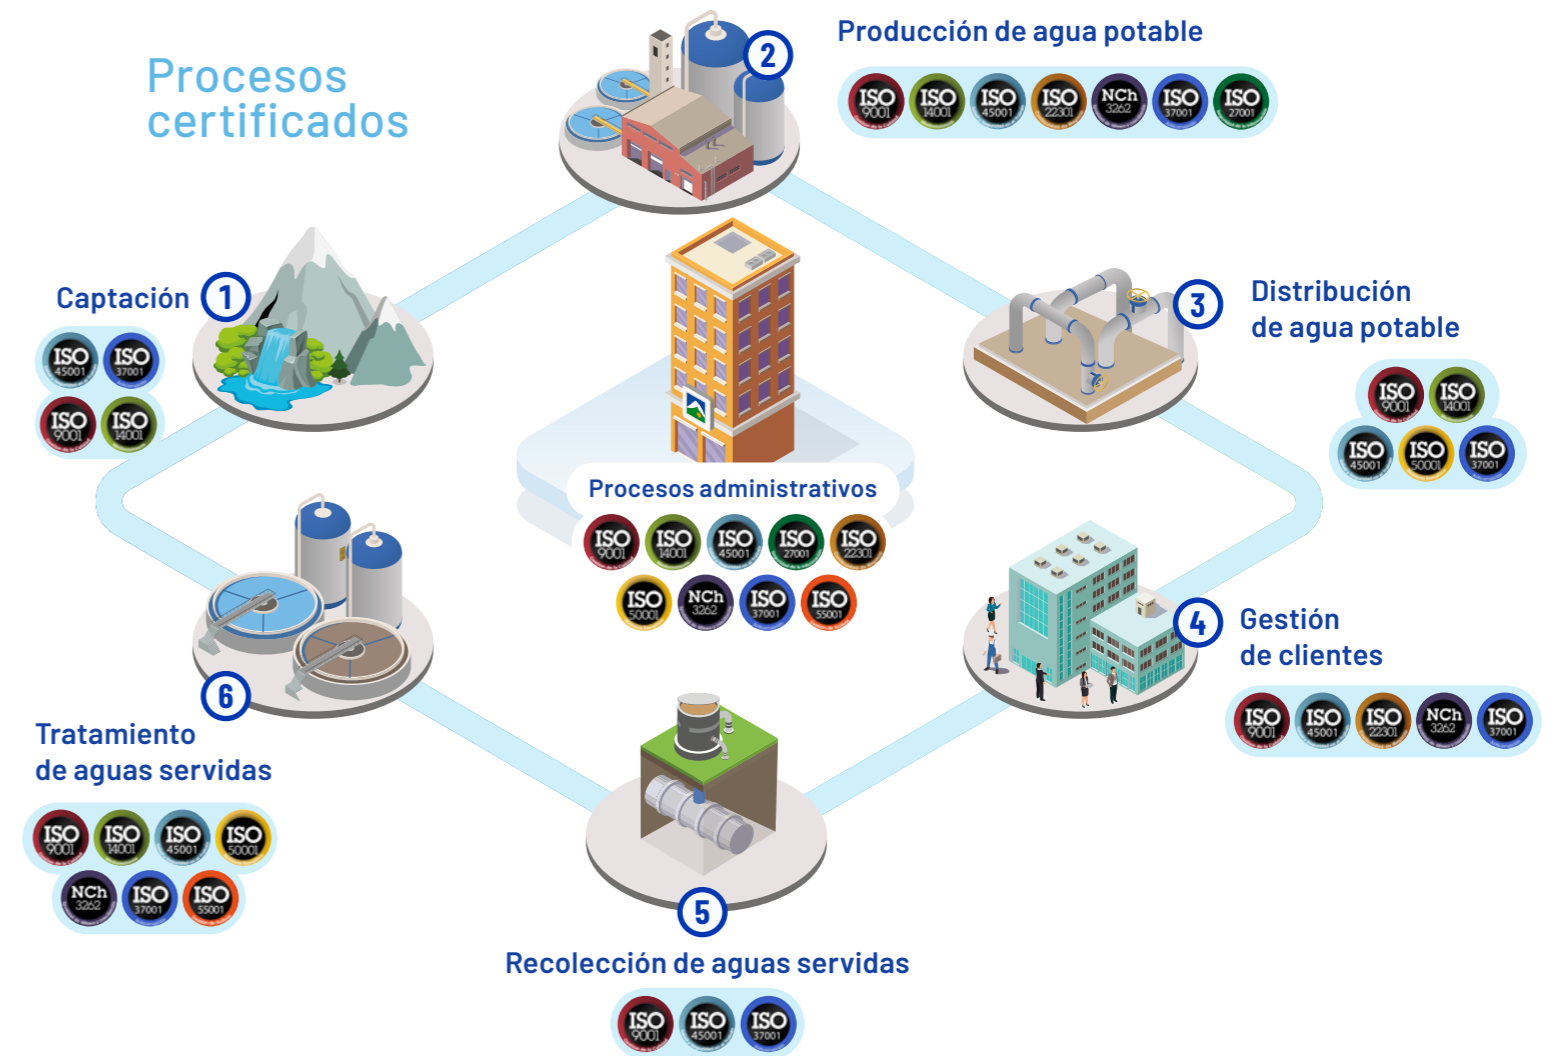 Procesos
certificados
2
Producción de agua potable
ISO 9001
ISO 14001
ISO 45001
ISO 22301
NCh 3262
ISO 37001
ISO 27001
Captación
1
ISO 45001
ISO 37001
ISO 9001
ISO 14001
3
Distribución
de agua potable
ISO 9001
ISO 14001
ISO 45001
ISO 50001
ISO 37001
Procesos administrativos
ISO 9001
ISO 14001
ISO 45001
ISO 27001
ISO 22301
ISO 50001
NCh 3262
ISO 37001
ISO 55001
4
Gestión
de clientes
ISO 9001
ISO 45001
ISO 22301
NCh 3262
ISO 37001
6
Tratamiento
de aguas servidas
ISO 9001
ISO 14001
ISO 45001
ISO 50001
NCh 3262
ISO 37001
ISO 55001
5
Recolección de aguas servidas
ISO 9001
ISO 45001
ISO 37001